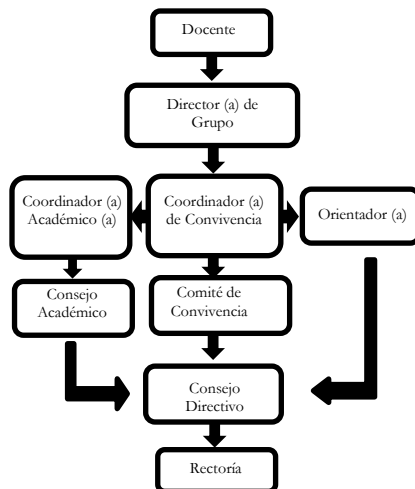 Docente
Director (a) de
Grupo
Coordinador (a)
Académico (a)
Coordinador (a)
de Convivencia
Orientador (a)
Consejo
Académico
Comité de
Convivencia
Consejo
Directivo
Rectoría